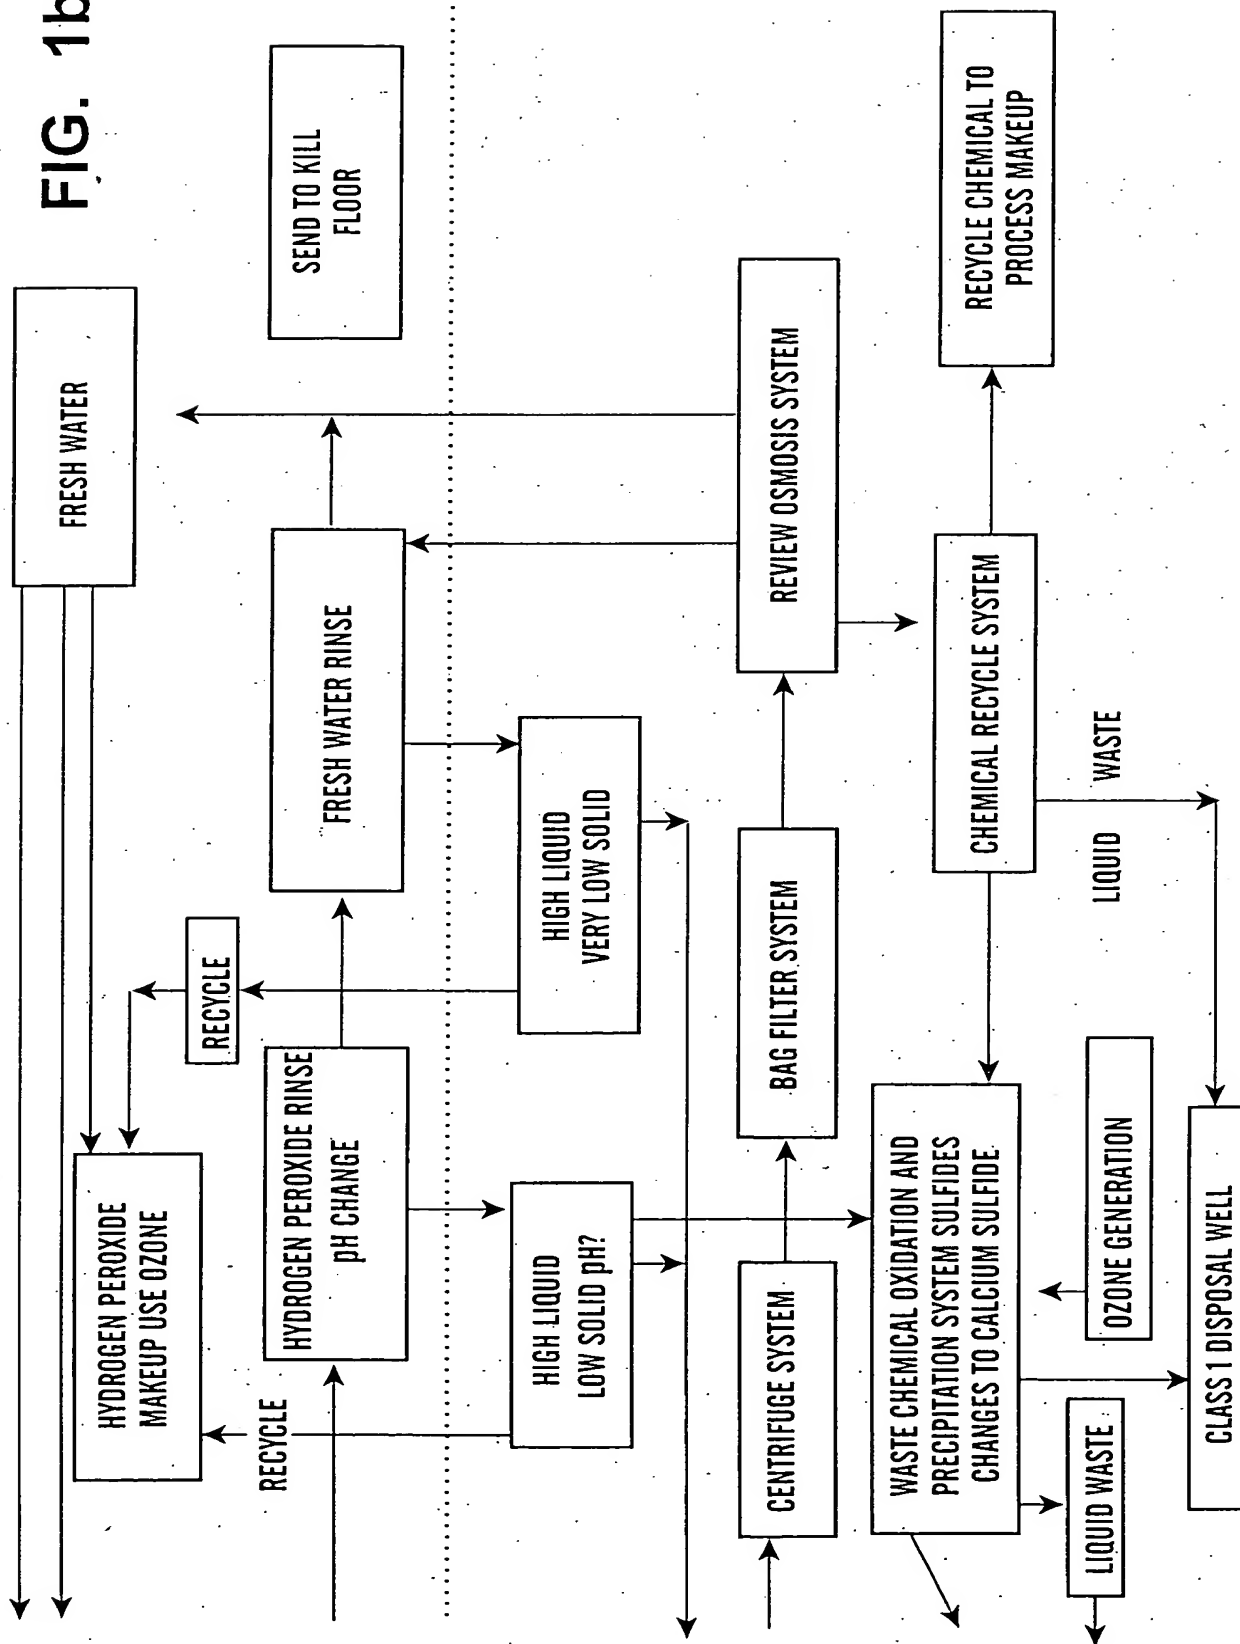 FIG. 1b
FRESH WATER
HYDROGEN PEROXIDE
MAKEUP USE OZONE
RECYCLE
RECYCLE
HYDROGEN PEROXIDE RINSE
pH CHANGE
FRESH WATER RINSE
SEND TO KILL
FLOOR
HIGH LIQUID
LOW SOLID pH?
HIGH LIQUID
VERY LOW SOLID
CENTRIFUGE SYSTEM
BAG FILTER SYSTEM
REVIEW OSMOSIS SYSTEM
WASTE CHEMICAL OXIDATION AND
PRECIPITATION SYSTEM SULFIDES
CHANGES TO CALCIUM SULFIDE
CHEMICAL RECYCLE SYSTEM
RECYCLE CHEMICAL TO
PROCESS MAKEUP
LIQUID WASTE
OZONE GENERATION
LIQUID WASTE
CLASS 1 DISPOSAL WELL